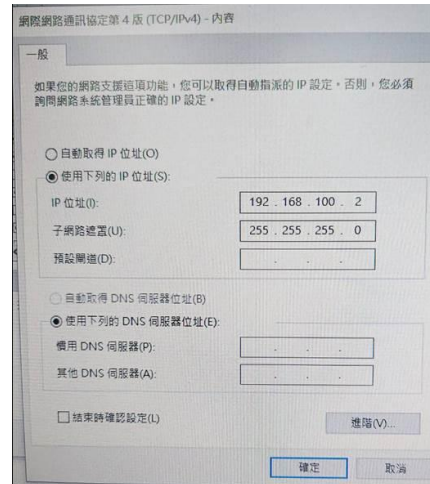 網際網路通訊協定第 4 版 (TCP/IPv4) - 內容
一般
如果您的網路支援這項功能，您可以取得自動指派的 IP 設定。否則，您必須
詢問網路系統管理員正確的 IP 設定。
自動取得 IP 位址(O)
使用下列的 IP 位址(S):
IP 位址(I): 192 . 168 . 100 . 2
子網路遮罩(U): 255 . 255 . 255 . 0
預設閘道(D): . . .
自動取得 DNS 伺服器位址(B)
使用下列的 DNS 伺服器位址(E):
慣用 DNS 伺服器(P): . . .
其他 DNS 伺服器(A): . . .
結束時確認設定(L)
進階(V)...
確定 取消